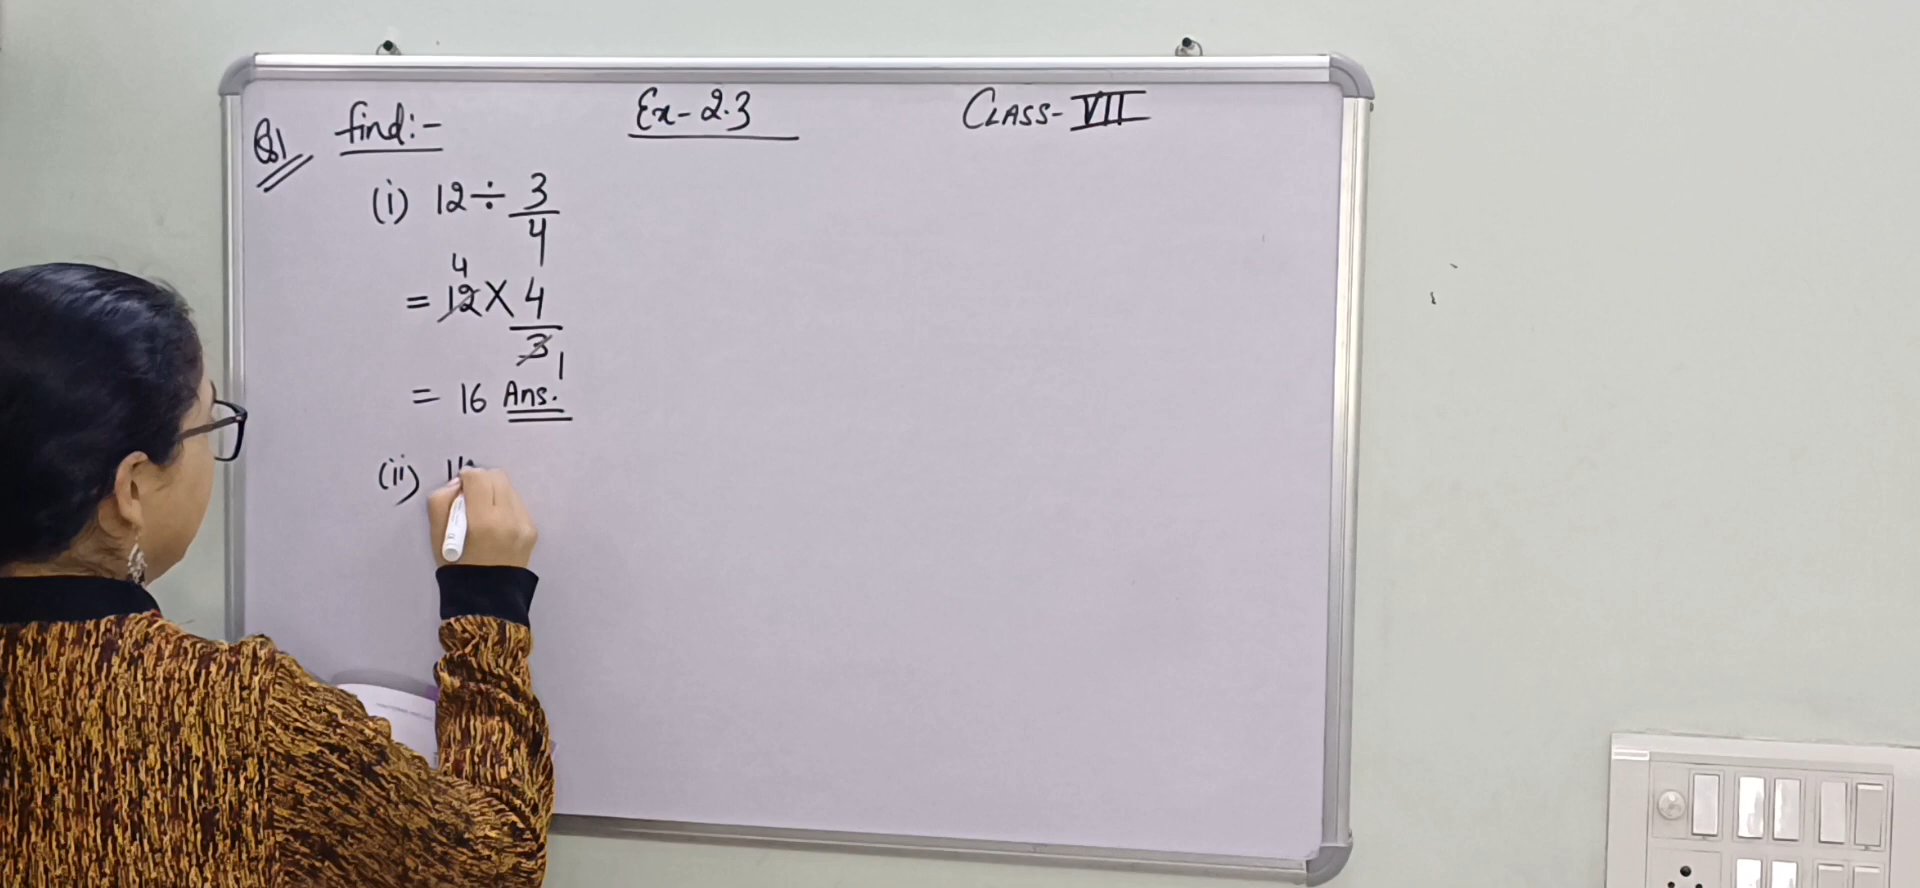 Q1 find:- Ex-2.3 CLASS-VII
(i) 12 ÷ 3/4
4
= 12 X 4/3
1
= 16 Ans.
(ii)